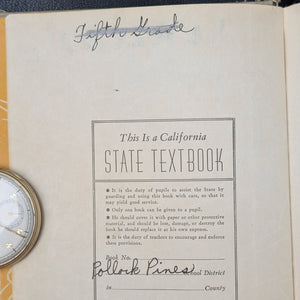 Fifth Grade
This Is a California
STATE TEXTBOOK
● It is the duty of pupils to assist the State by
guarding and using this book with care, so that it
may yield good service.
● Only one book can be given to a pupil.
● He should cover it with paper or other protective
material, and should he lose, damage, or destroy
the book he should replace it at his own expense.
● It is the duty of teachers to encourage and enforce
these provisions.
Book No.
Pollock Pines School District
in County